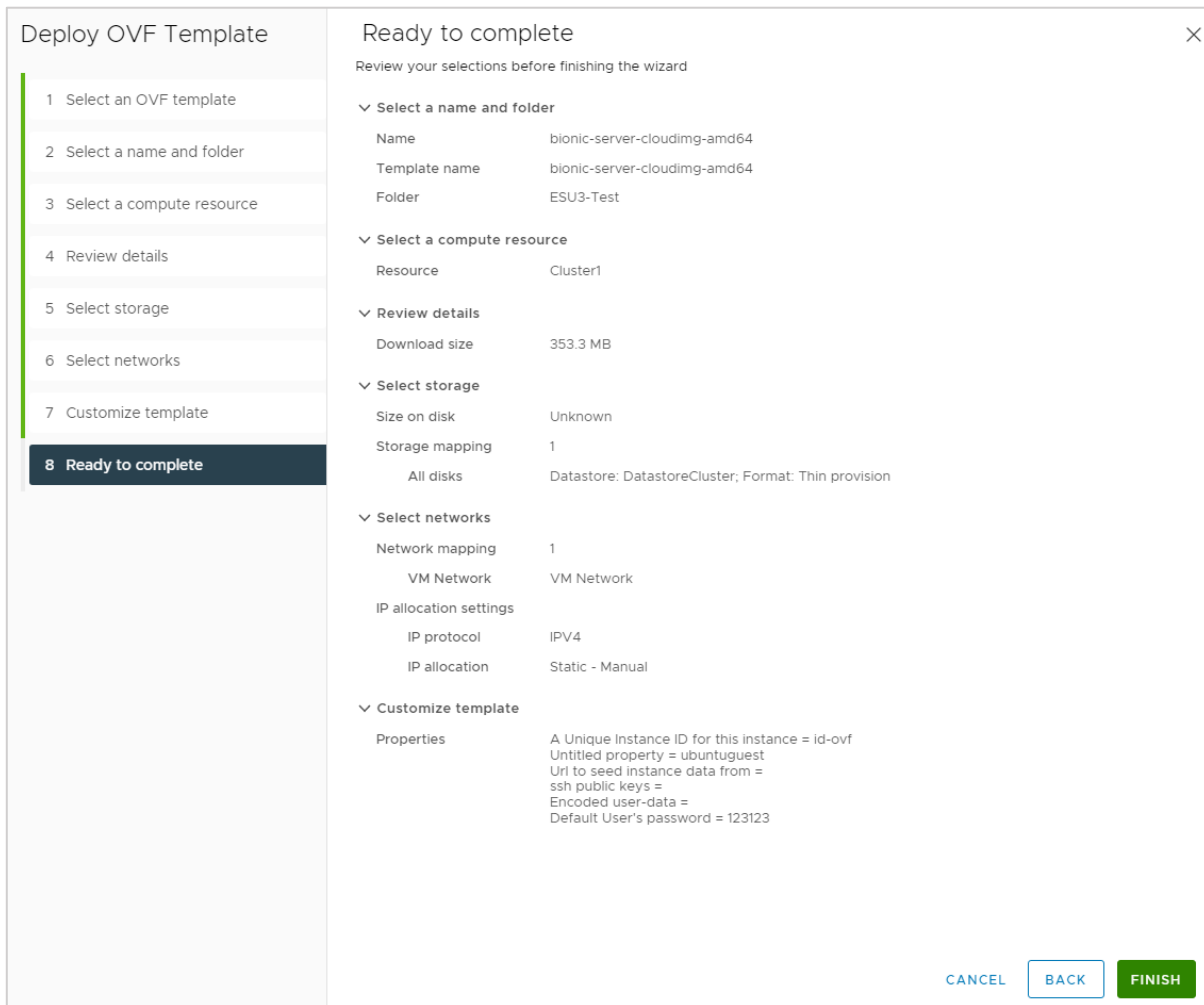 Deploy OVF Template
1 Select an OVF template
2 Select a name and folder
3 Select a compute resource
4 Review details
5 Select storage
6 Select networks
7 Customize template
8 Ready to complete
Ready to complete
Review your selections before finishing the wizard
Select a name and folder
Name bionic-server-cloudimg-amd64
Template name bionic-server-cloudimg-amd64
Folder ESU3-Test
Select a compute resource
Resource Cluster1
Review details
Download size 353.3 MB
Select storage
Size on disk Unknown
Storage mapping 1
All disks Datastore: DatastoreCluster; Format: Thin provision
Select networks
Network mapping 1
VM Network VM Network
IP allocation settings
IP protocol IPV4
IP allocation Static - Manual
Customize template
Properties A Unique Instance ID for this instance = id-ovf
Untitled property = ubuntuguest
Url to seed instance data from =
ssh public keys =
Encoded user-data =
Default User's password = 123123
CANCEL BACK FINISH